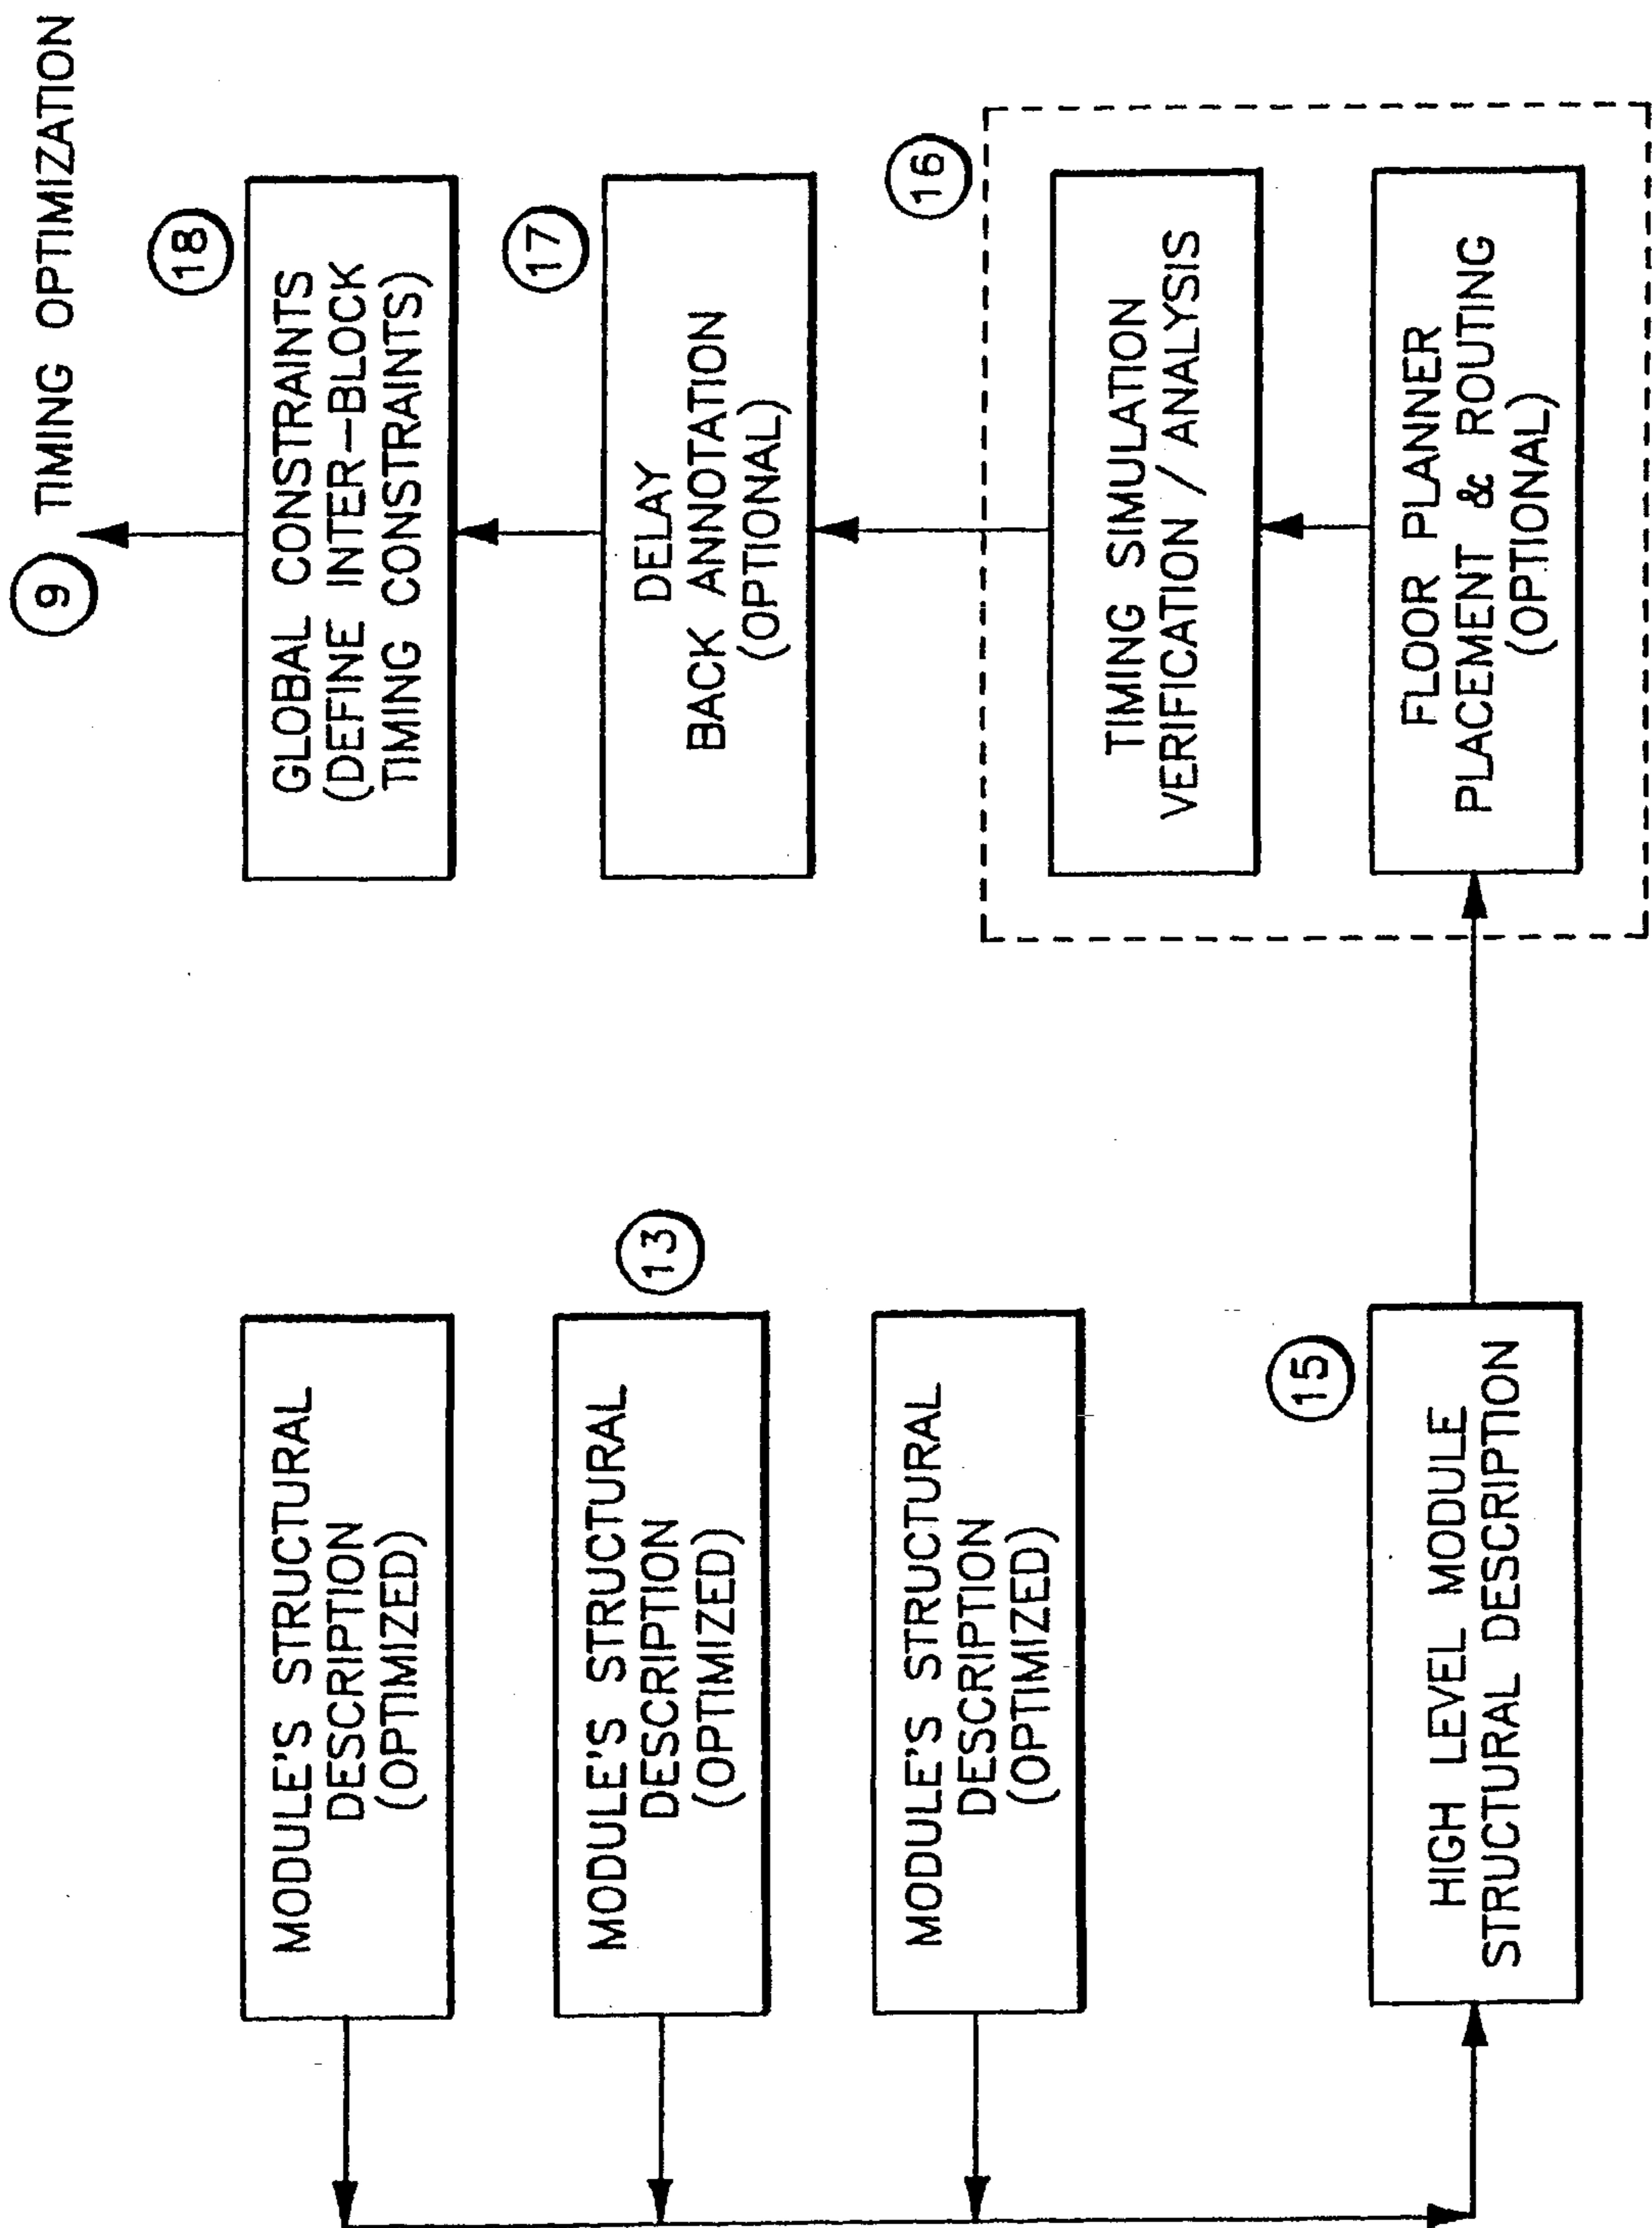 9 TIMING OPTIMIZATION
MODULE'S STRUCTURAL
DESCRIPTION
(OPTIMIZED)
13
MODULE'S STRUCTURAL
DESCRIPTION
(OPTIMIZED)
MODULE'S STRUCTURAL
DESCRIPTION
(OPTIMIZED)
15
HIGH LEVEL MODULE
STRUCTURAL DESCRIPTION
18
GLOBAL CONSTRAINTS
(DEFINE INTER-BLOCK
TIMING CONSTRAINTS)
17
DELAY
BACK ANNOTATION
(OPTIONAL)
16
TIMING SIMULATION
VERIFICATION / ANALYSIS
FLOOR PLANNER
PLACEMENT & ROUTING
(OPTIONAL)